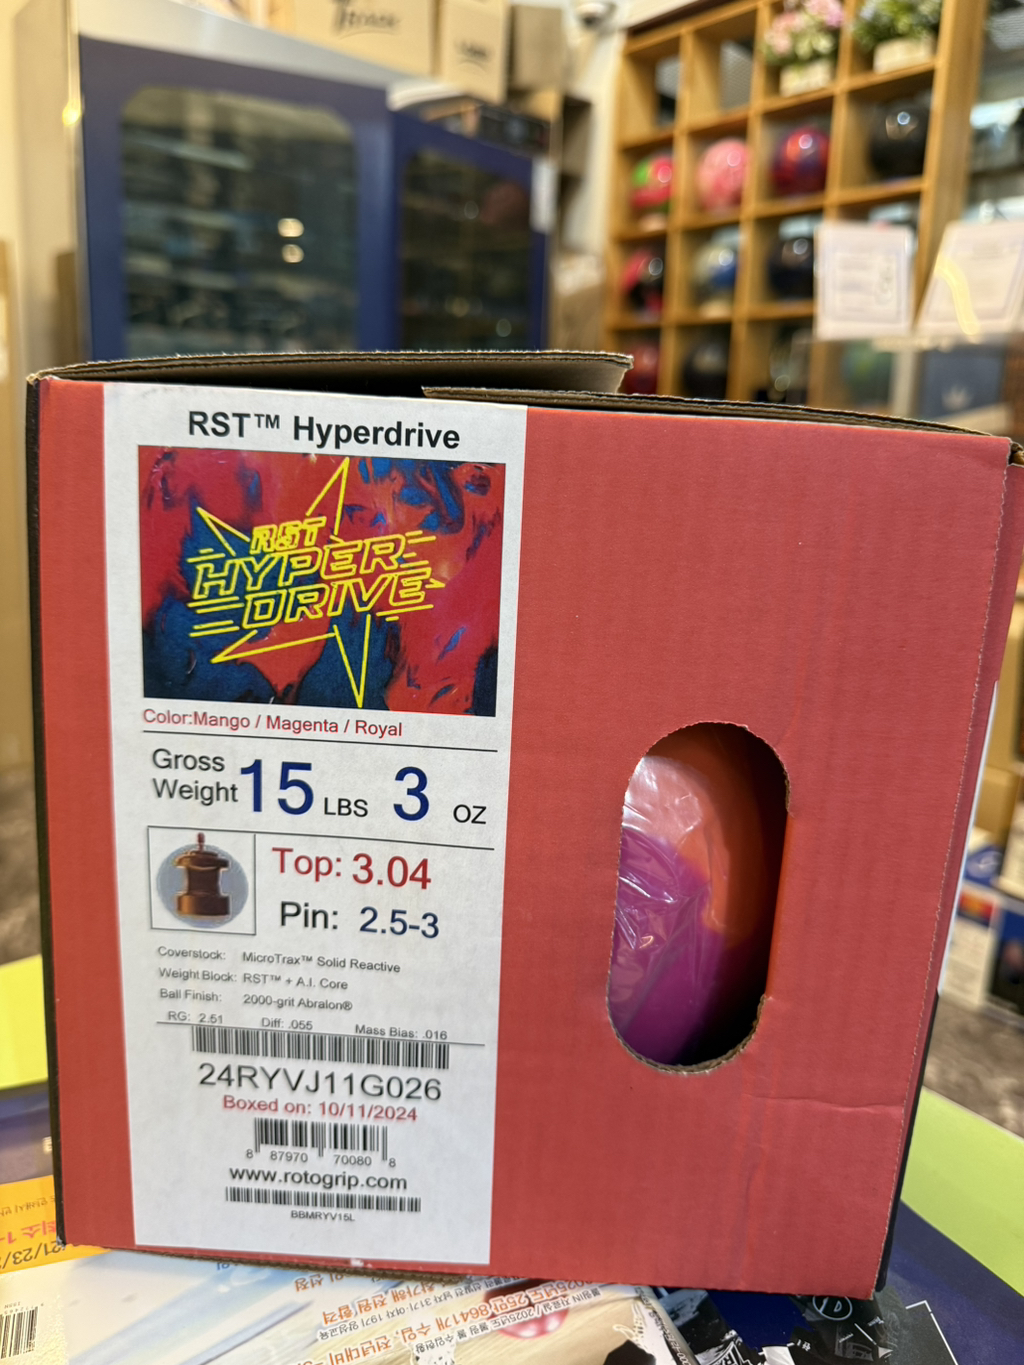 RST™ Hyperdrive
RST
HYPER
DRIVE
Color:Mango / Magenta / Royal
Gross Weight 15 LBS 3 OZ
Top: 3.04
Pin: 2.5-3
Coverstock: MicroTrax™ Solid Reactive
Weight Block: RST™ + A.I. Core
Ball Finish: 2000-grit Abralon®
RG: 2.51 Diff: .055 Mass Bias: .016
24RYVJ11G026
Boxed on: 10/11/2024
8 87970 70080 8
www.rotogrip.com
BBMRYV15L